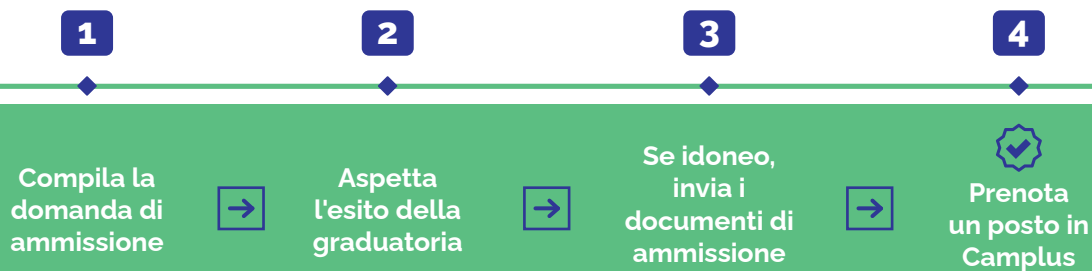 1
2
3
4
Compila la
domanda di
ammissione
Aspetta
l'esito della
graduatoria
Se idoneo,
invia i
documenti di
ammissione
Prenota
un posto in
Camplus